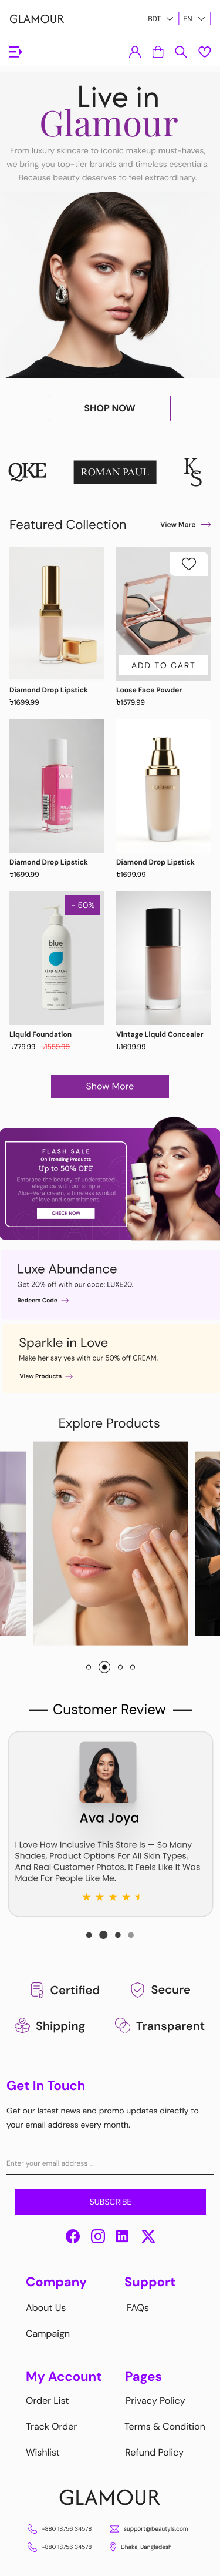 GLAMOUR
BDT
EN
Live in
Glamour
From luxury skincare to iconic makeup must-haves,
we bring you top-tier brands and timeless essentials.
Because beauty deserves to feel extraordinary.
SHOP NOW
QKE
ROMAN PAUL
KS
Featured Collection
View More
ADD TO CART
Diamond Drop Lipstick
Loose Face Powder
৳1699.99
৳1579.99
Diamond Drop Lipstick
Diamond Drop Lipstick
৳1699.99
৳1699.99
- 50%
blue
Liquid Foundation
Vintage Liquid Concealer
৳779.99 ৳1559.99
৳1699.99
Show More
FLASH SALE
On Trending Products
Up to 50% OFF
Embrace the beauty of understated
elegance with our simple
Aloe-Vera cream, a timeless symbol
of love and commitment.
CHECK NOW
Luxe Abundance
Get 20% off with our code: LUXE20.
Redeem Code
Sparkle in Love
Make her say yes with our 50% off CREAM.
View Products
Explore Products
Customer Review
Ava Joya
I Love How Inclusive This Store Is — So Many
Shades, Product Options For All Skin Types,
And Real Customer Photos. It Feels Like It Was
Made For People Like Me.
Certified
Secure
Shipping
Transparent
Get In Touch
Get our latest news and promo updates directly to
your email address every month.
Enter your email address ...
SUBSCRIBE
Company
Support
About Us
FAQs
Campaign
My Account
Pages
Order List
Privacy Policy
Track Order
Terms & Condition
Wishlist
Refund Policy
GLAMOUR
+880 18756 34578
support@beautyls.com
+880 18756 34578
Dhaka, Bangladesh